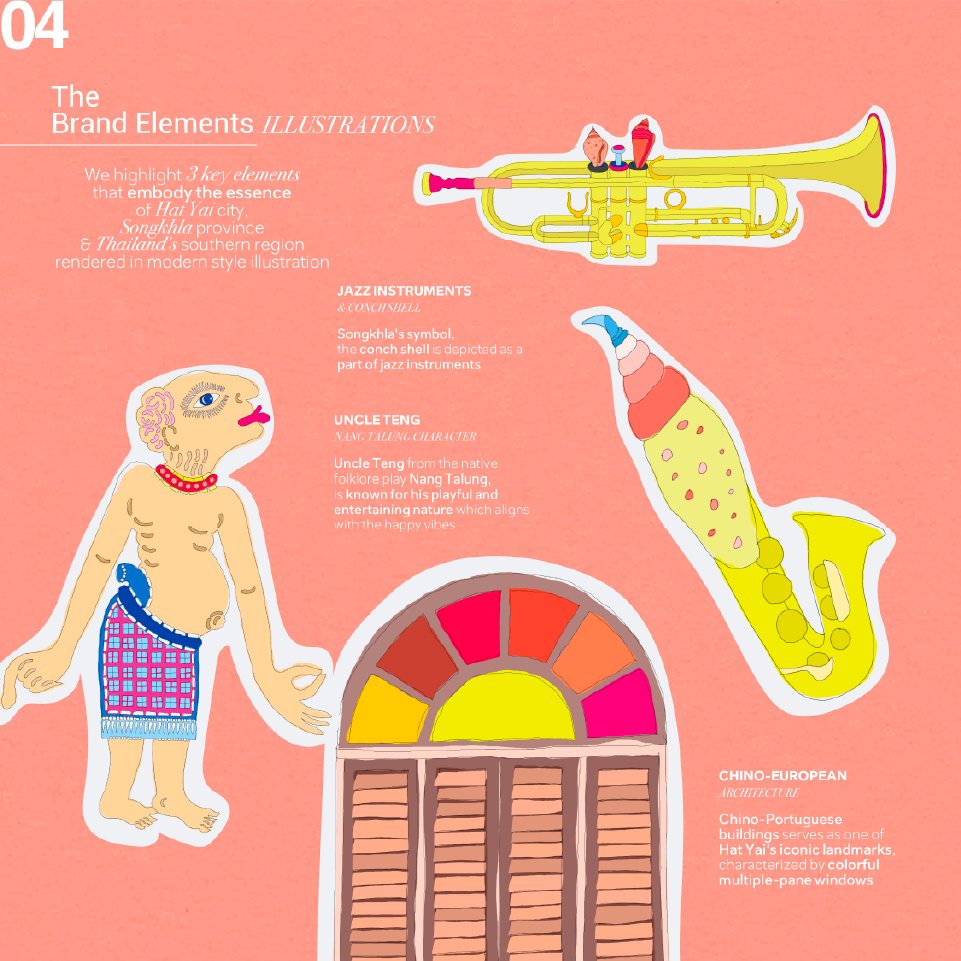 04
The
Brand Elements ILLUSTRATIONS
We highlight 3 key elements
that embody the essence
of Hat Yai city,
Songkhla province
& Thailand's southern region
rendered in modern style illustration
JAZZ INSTRUMENTS
& CONCH SHELL
Songkhla's symbol,
the conch shell is depicted as a
part of jazz instruments
UNCLE TENG
NANG TALUNG CHARACTER
Uncle Teng from the native
folklore play Nang Talung,
is known for his playful and
entertaining nature which aligns
with the happy vibes
CHINO-EUROPEAN
ARCHITECTURE
Chino-Portuguese
buildings serves as one of
Hat Yai's iconic landmarks,
characterized by colorful
multiple-pane windows